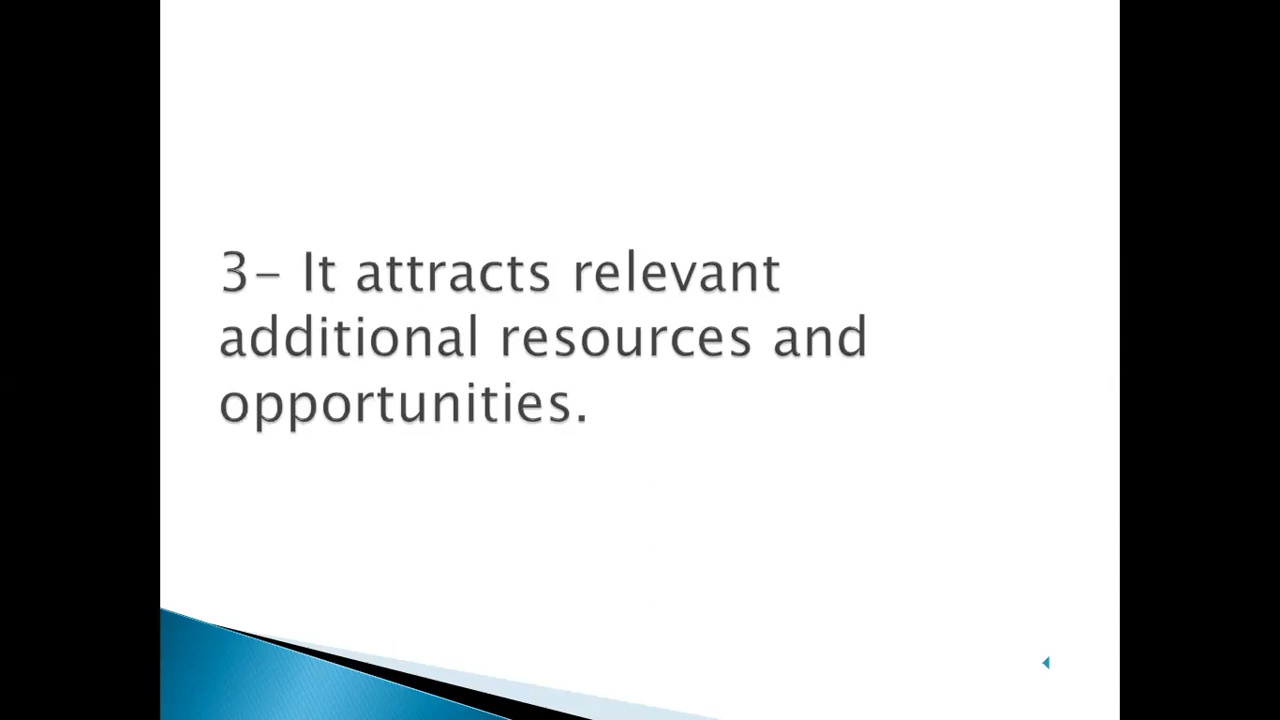 3- It attracts relevant
additional resources and
opportunities.